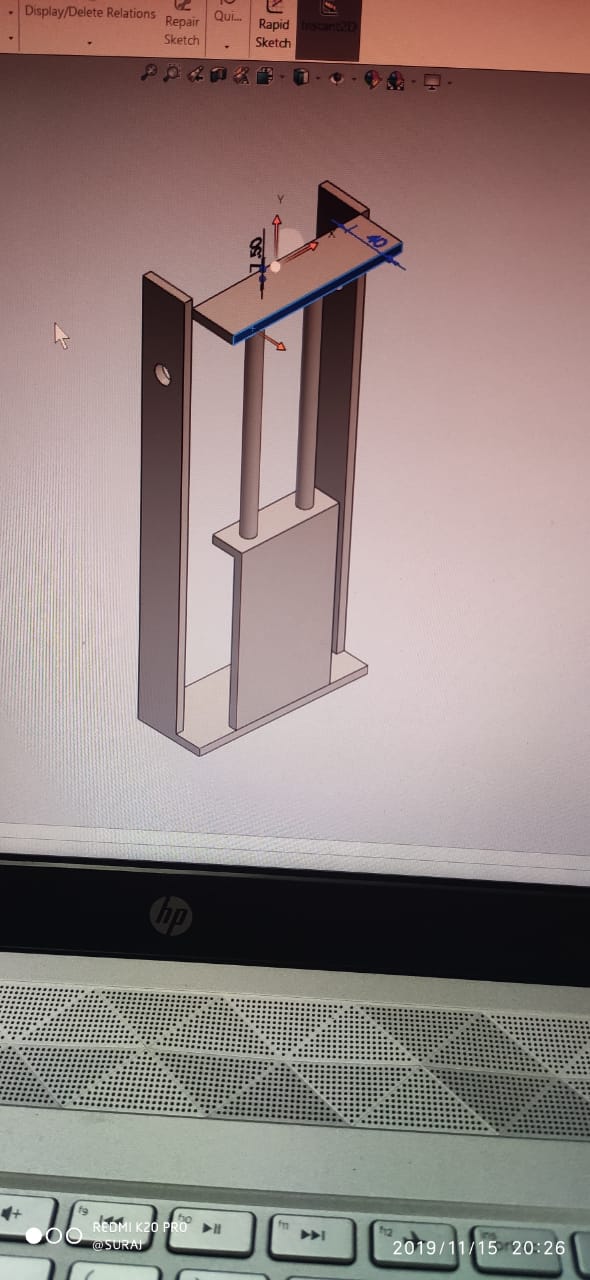 Display/Delete Relations
Repair
Sketch
Qui...
Rapid
Sketch
Instant2D
Y
X
40
hp
f9
f10
f11
f12
REDMI K20 PRO
@SURAJ
2019/11/15 20:26